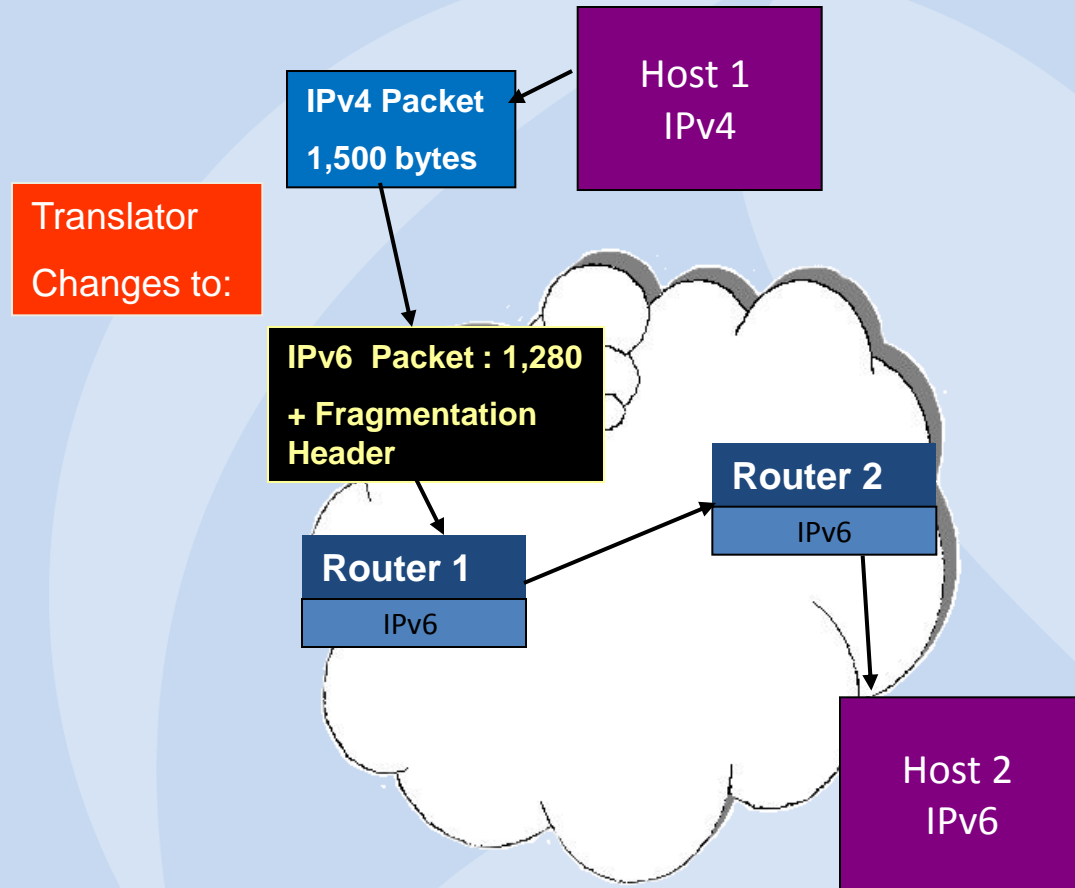 Host 1
IPv4
IPv4 Packet
1,500 bytes
Translator
Changes to:
IPv6 Packet : 1,280
+ Fragmentation
Header
Router 2
IPv6
Router 1
IPv6
Host 2
IPv6